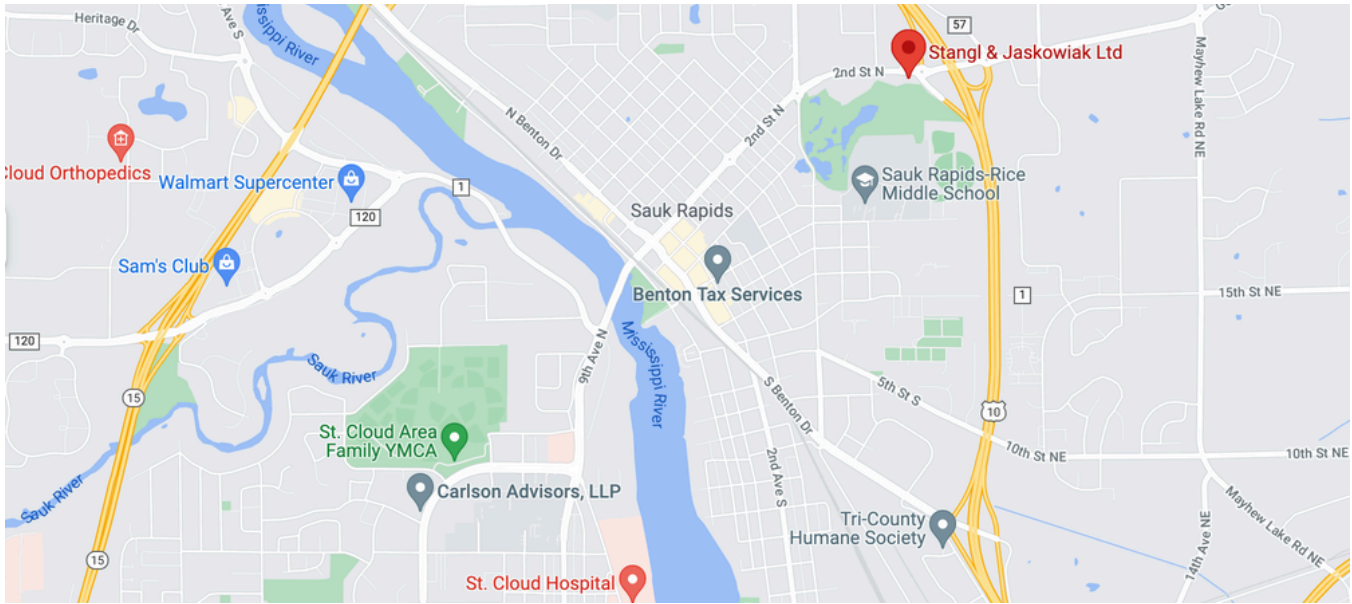 Heritage Dr
Ave S
Mississippi River
57
Stangl & Jaskowiak Ltd
2nd St N
Mayhew Lake Rd NE
N Benton Dr
2nd St N
Cloud Orthopedics
Walmart Supercenter
1
120
Sauk Rapids-Rice
Middle School
Sauk Rapids
Sam's Club
Benton Tax Services
1
15th St NE
120
Mississippi River
9th Ave N
Sauk River
15
S Benton Dr
5th St S
10
St. Cloud Area
Family YMCA
10th St NE
10th St NE
2nd Ave S
Carlson Advisors, LLP
Sauk River
Mayhew Lake Rd NE
Tri-County
Humane Society
14th Ave NE
15
St. Cloud Hospital